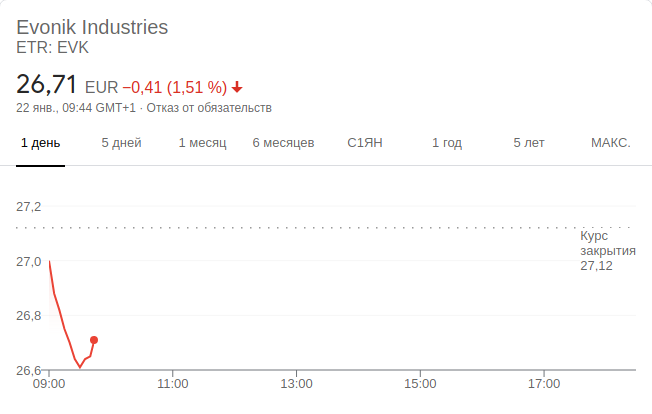 Evonik Industries
ETR: EVK
26,71 EUR −0,41 (1,51 %)
22 янв., 09:44 GMT+1 · Отказ от обязательств
1 день 5 дней 1 месяц 6 месяцев С1ЯН 1 год 5 лет МАКС.
27,2
Курс
закрытия
27,12
27,0
26,8
26,6
09:00 11:00 13:00 15:00 17:00